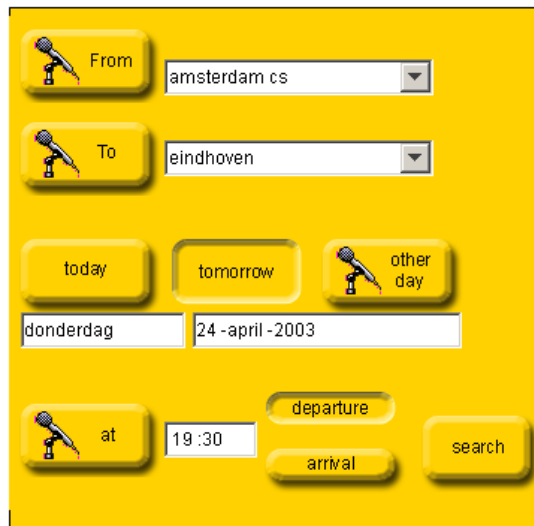 From
amsterdam cs
To
eindhoven
today
tomorrow
other
day
donderdag
24 -april -2003
departure
at
19 :30
search
arrival